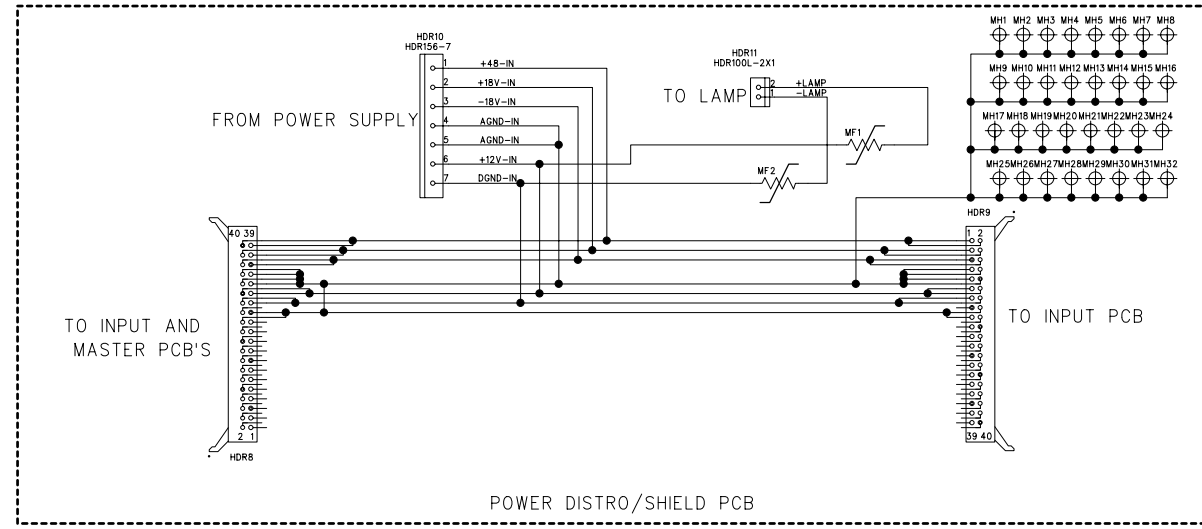 HDR10
HDR156-7
1 +48-IN
2 +18V-IN
3 -18V-IN
4 AGND-IN
5 AGND-IN
6 +12V-IN
7 DGND-IN
FROM POWER SUPPLY
HDR11
HDR100L-2X1
TO LAMP
2 +LAMP
1 -LAMP
MF1
MF2
MH1 MH2 MH3 MH4 MH5 MH6 MH7 MH8
MH9 MH10 MH11 MH12 MH13 MH14 MH15 MH16
MH17 MH18 MH19 MH20 MH21 MH22 MH23 MH24
MH25 MH26 MH27 MH28 MH29 MH30 MH31 MH32
40 39
TO INPUT AND
MASTER PCB'S
2 1
HDR8
HDR9
1 2
TO INPUT PCB
39 40
POWER DISTRO/SHIELD PCB